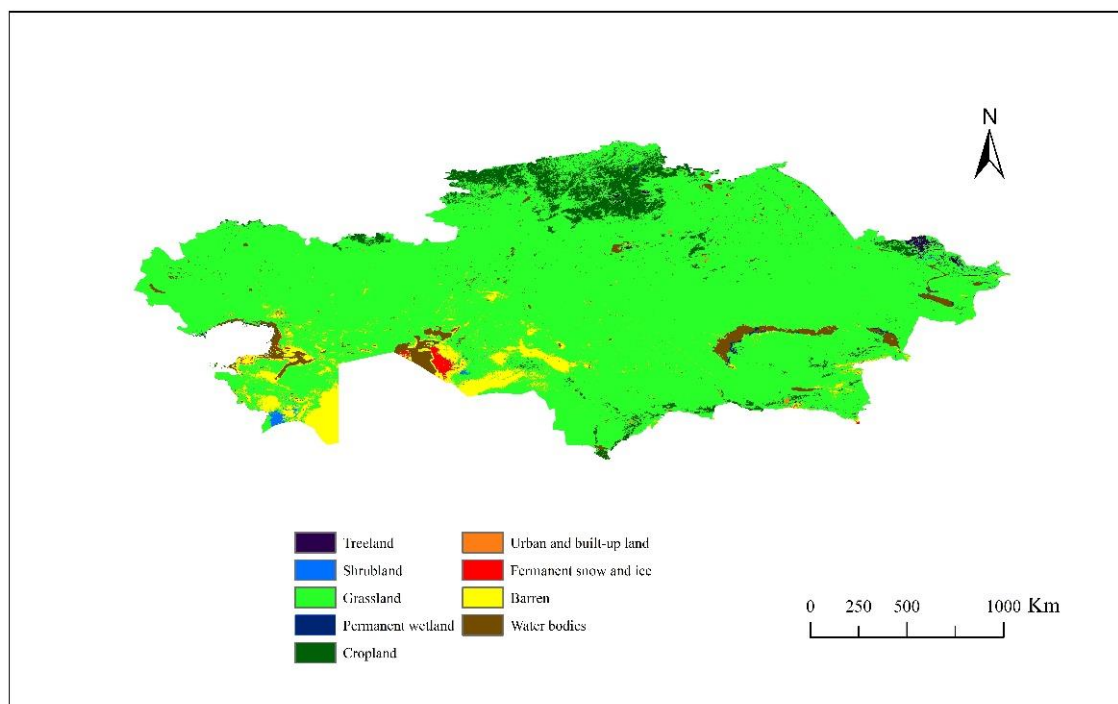 N
Treeland
Shrubland
Grassland
Permanent wetland
Cropland
Urban and built-up land
Permanent snow and ice
Barren
Water bodies
0 250 500 1000 Km